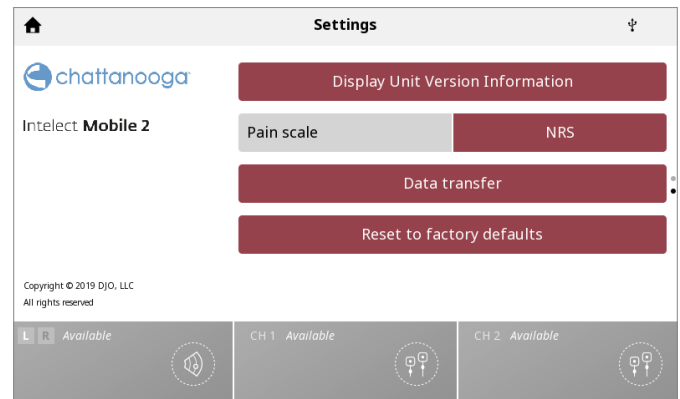 Settings
chattanooga
Intelect Mobile 2
Display Unit Version Information
Pain scale NRS
Data transfer
Reset to factory defaults
Copyright © 2019 DJO, LLC
All rights reserved
L R Available
CH 1 Available
CH 2 Available